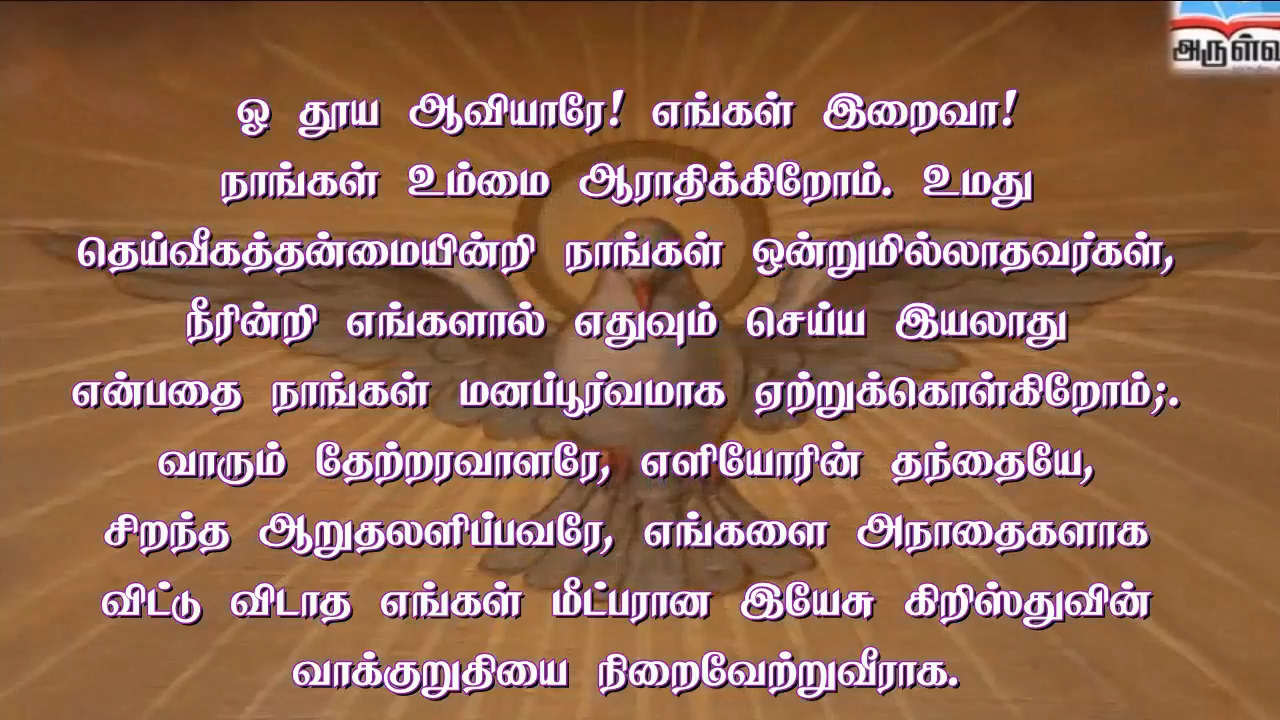 அருள்வ
ஓ தூய ஆவியாரே! எங்கள் இறைவா!
நாங்கள் உம்மை ஆராதிக்கிறோம். உமது
தெய்வீகத்தன்மையின்றி நாங்கள் ஒன்றுமில்லாதவர்கள்,
நீரின்றி எங்களால் எதுவும் செய்ய இயலாது
என்பதை நாங்கள் மனப்பூர்வமாக ஏற்றுக்கொள்கிறோம்;.
வாரும் தேற்றரவாளரே, எளியோரின் தந்தையே,
சிறந்த ஆறுதலளிப்பவரே, எங்களை அநாதைகளாக
விட்டு விடாத எங்கள் மீட்பரான இயேசு கிறிஸ்துவின்
வாக்குறுதியை நிறைவேற்றுவீராக.